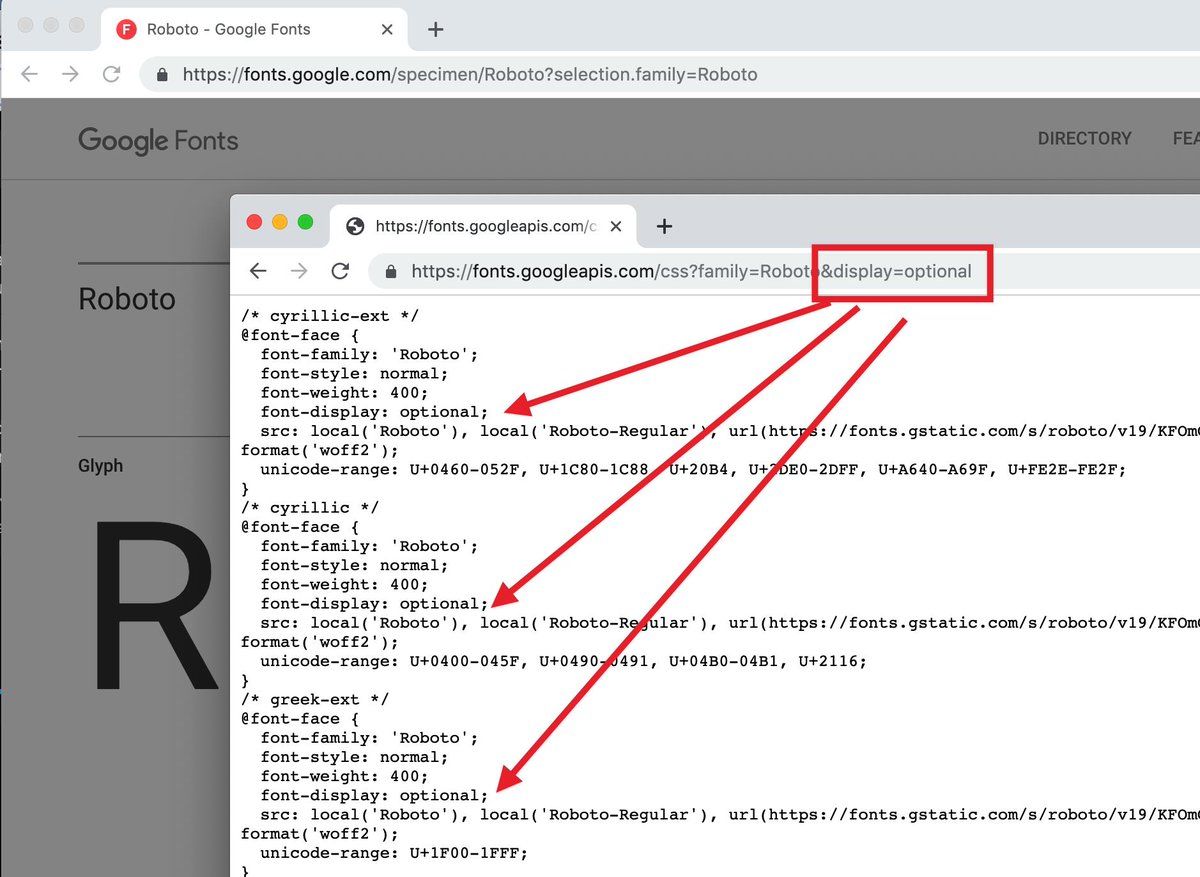 Roboto - Google Fonts
https://fonts.google.com/specimen/Roboto?selection.family=Roboto
Google Fonts
DIRECTORY
Roboto
Glyph
R
https://fonts.googleapis.com/c
https://fonts.googleapis.com/css?family=Roboto&display=optional
/* cyrillic-ext */
@font-face {
font-family: 'Roboto';
font-style: normal;
font-weight: 400;
font-display: optional;
src: local('Roboto'), local('Roboto-Regular'), url(https://fonts.gstatic.com/s/roboto/v19/KFOm
format('woff2');
unicode-range: U+0460-052F, U+1C80-1C88, U+20B4, U+2DE0-2DFF, U+A640-A69F, U+FE2E-FE2F;
}
/* cyrillic */
@font-face {
font-family: 'Roboto';
font-style: normal;
font-weight: 400;
font-display: optional;
src: local('Roboto'), local('Roboto-Regular'), url(https://fonts.gstatic.com/s/roboto/v19/KFOm
format('woff2');
unicode-range: U+0400-045F, U+0490-0491, U+04B0-04B1, U+2116;
}
/* greek-ext */
@font-face {
font-family: 'Roboto';
font-style: normal;
font-weight: 400;
font-display: optional;
src: local('Roboto'), local('Roboto-Regular'), url(https://fonts.gstatic.com/s/roboto/v19/KFOm
format('woff2');
unicode-range: U+1F00-1FFF;
}